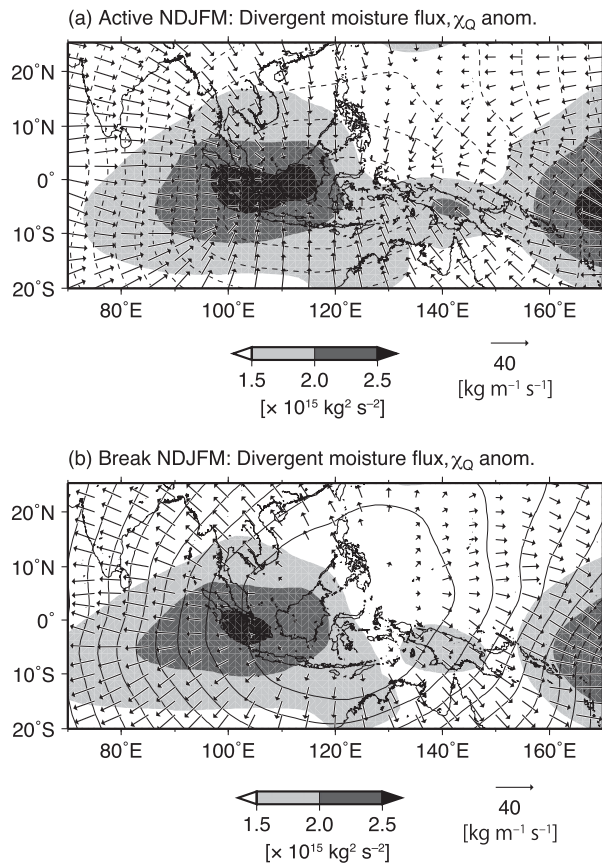 (a) Active NDJFM: Divergent moisture flux, χQ anom.
20˚N
10˚N
0˚
10˚S
20˚S
80˚E 100˚E 120˚E 140˚E 160˚E
1.5 2.0 2.5
[× 10¹⁵ kg² s⁻²]
40
[kg m⁻¹ s⁻¹]
(b) Break NDJFM: Divergent moisture flux, χQ anom.
20˚N
10˚N
0˚
10˚S
20˚S
80˚E 100˚E 120˚E 140˚E 160˚E
1.5 2.0 2.5
[× 10¹⁵ kg² s⁻²]
40
[kg m⁻¹ s⁻¹]